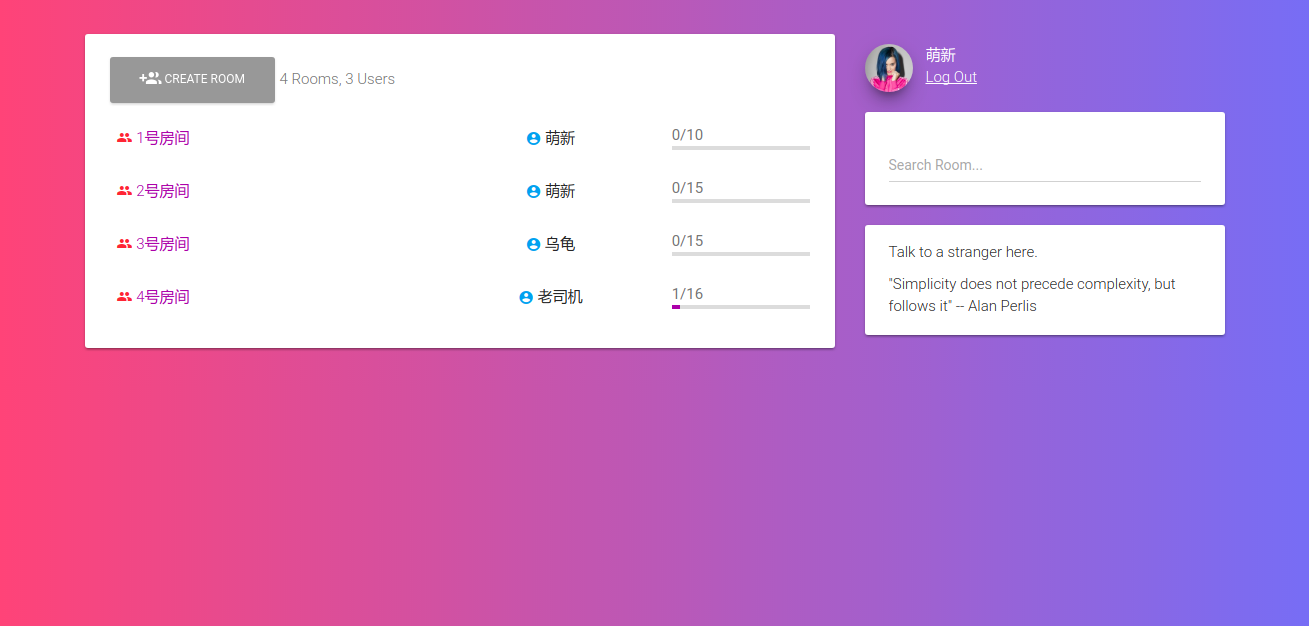 CREATE ROOM 4 Rooms, 3 Users
1号房间 萌新 0/10
2号房间 萌新 0/15
3号房间 乌龟 0/15
4号房间 老司机 1/16
萌新
Log Out
Search Room...
Talk to a stranger here.
"Simplicity does not precede complexity, but
follows it" -- Alan Perlis